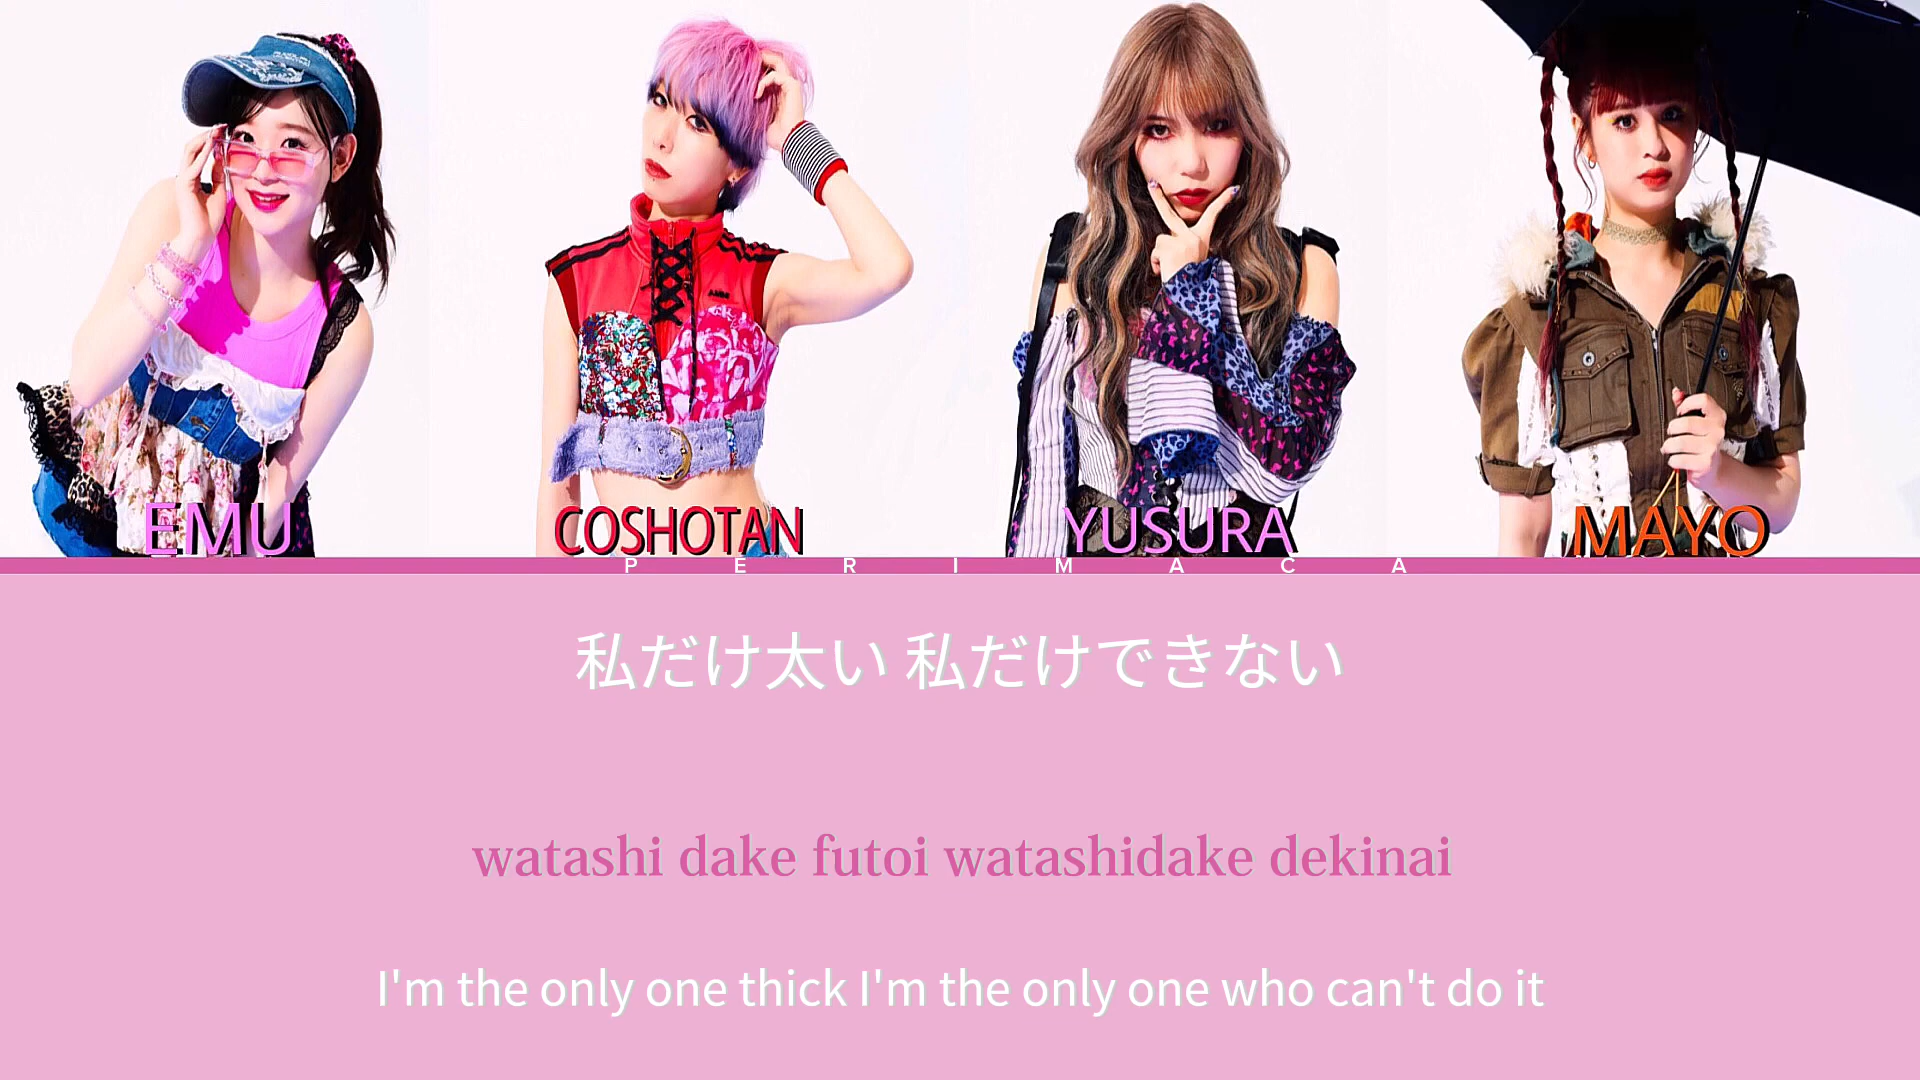 EMU COSHOTAN YUSURA MAYO
PERIMACA
私だけ太い 私だけできない
watashi dake futoi watashidake dekinai
I'm the only one thick I'm the only one who can't do it